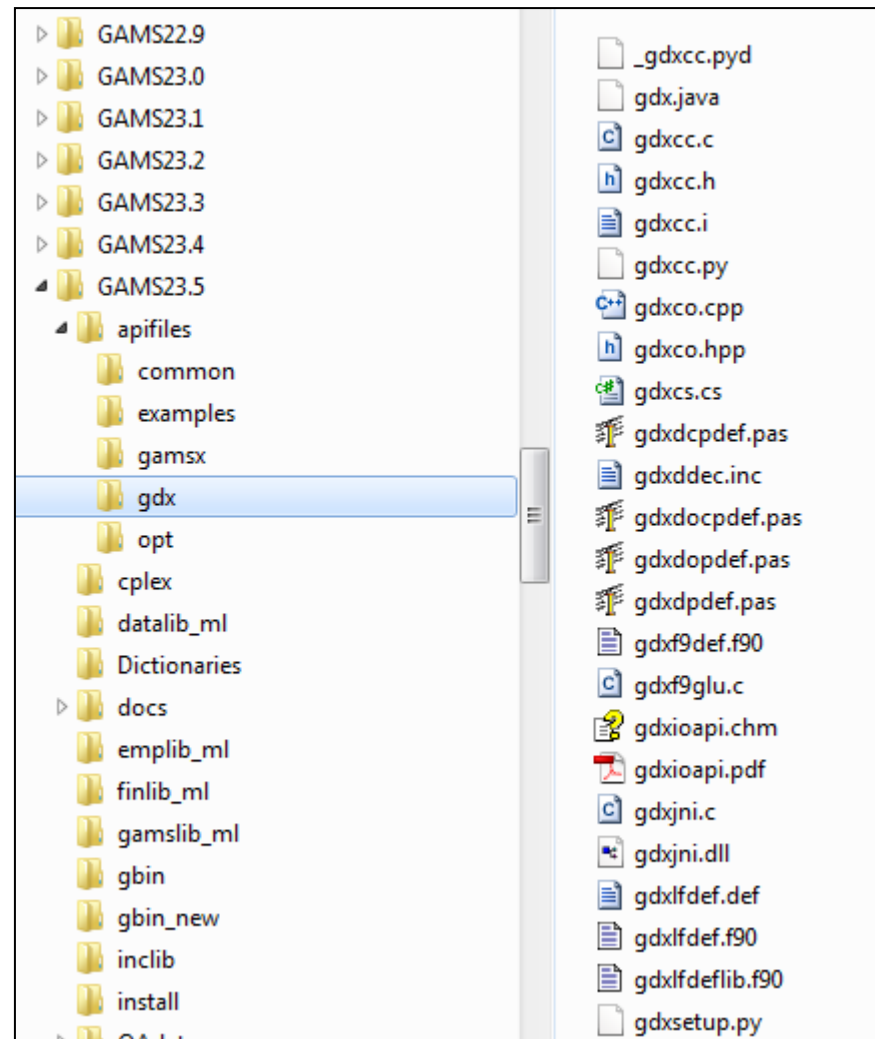 GAMS22.9
GAMS23.0
GAMS23.1
GAMS23.2
GAMS23.3
GAMS23.4
GAMS23.5
apifiles
common
examples
gamsx
gdx
opt
cplex
datalib_ml
Dictionaries
docs
emplib_ml
finlib_ml
gamslib_ml
gbin
gbin_new
inclib
install
_gdxcc.pyd
gdx.java
gdxcc.c
gdxcc.h
gdxcc.i
gdxcc.py
gdxco.cpp
gdxco.hpp
gdxcs.cs
gdxdcpdef.pas
gdxddec.inc
gdxdocpdef.pas
gdxdopdef.pas
gdxdpdef.pas
gdxf9def.f90
gdxf9glu.c
gdxioapi.chm
gdxioapi.pdf
gdxjni.c
gdxjni.dll
gdxlfdef.def
gdxlfdef.f90
gdxlfdeflib.f90
gdxsetup.py